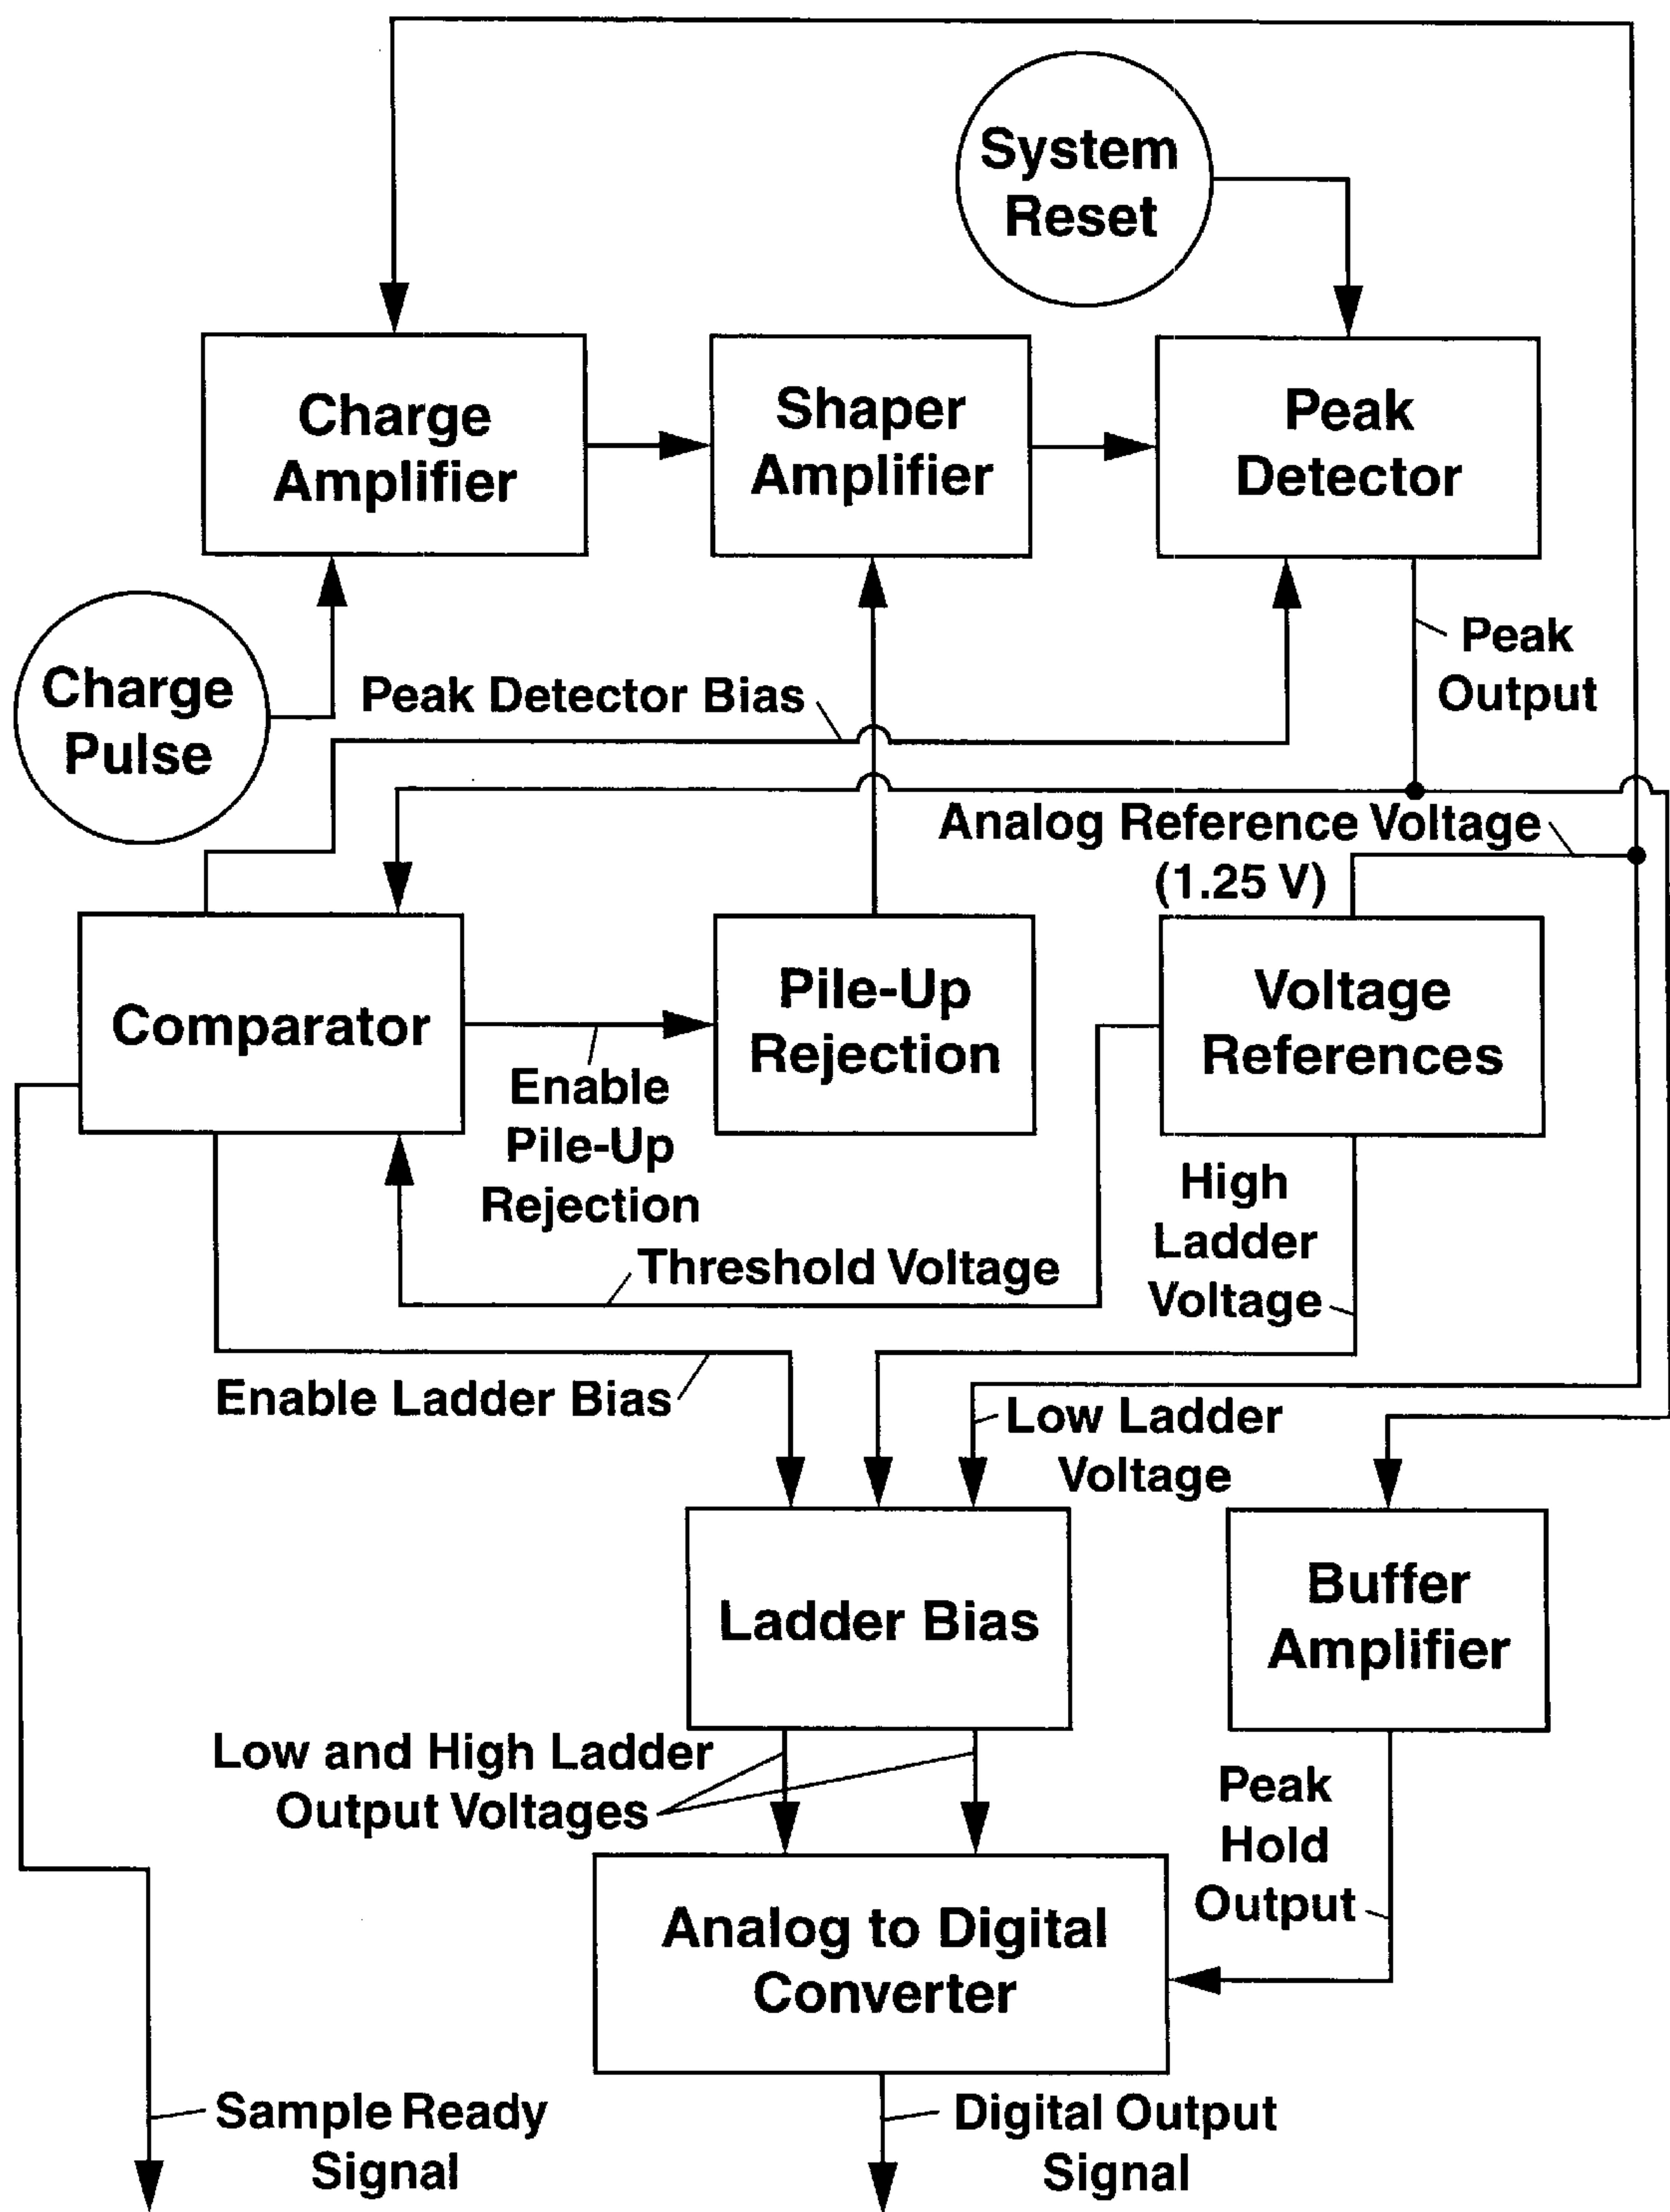 System
Reset
Charge
Amplifier
Shaper
Amplifier
Peak
Detector
Charge
Pulse
Peak Detector Bias
Peak
Output
Analog Reference Voltage
(1.25 V)
Comparator
Pile-Up
Rejection
Voltage
References
Enable
Pile-Up
Rejection
High
Ladder
Voltage
Threshold Voltage
Enable Ladder Bias
Low Ladder
Voltage
Ladder Bias
Buffer
Amplifier
Low and High Ladder
Output Voltages
Peak
Hold
Output
Analog to Digital
Converter
Sample Ready
Signal
Digital Output
Signal